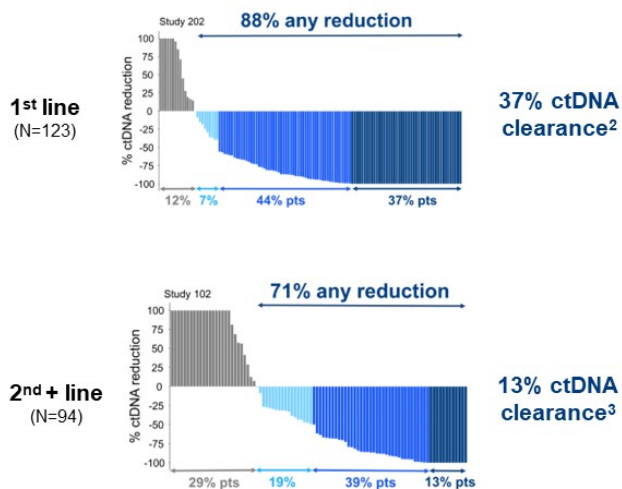 Study 202
88% any reduction
1st line
(N=123)
% ctDNA reduction
100
75
50
25
0
-25
-50
-75
-100
12%
7%
44% pts
37% pts
37% ctDNA
clearance²
Study 102
71% any reduction
2nd + line
(N=94)
% ctDNA reduction
100
75
50
25
0
-25
-50
-75
-100
29% pts
19%
39% pts
13% pts
13% ctDNA
clearance³